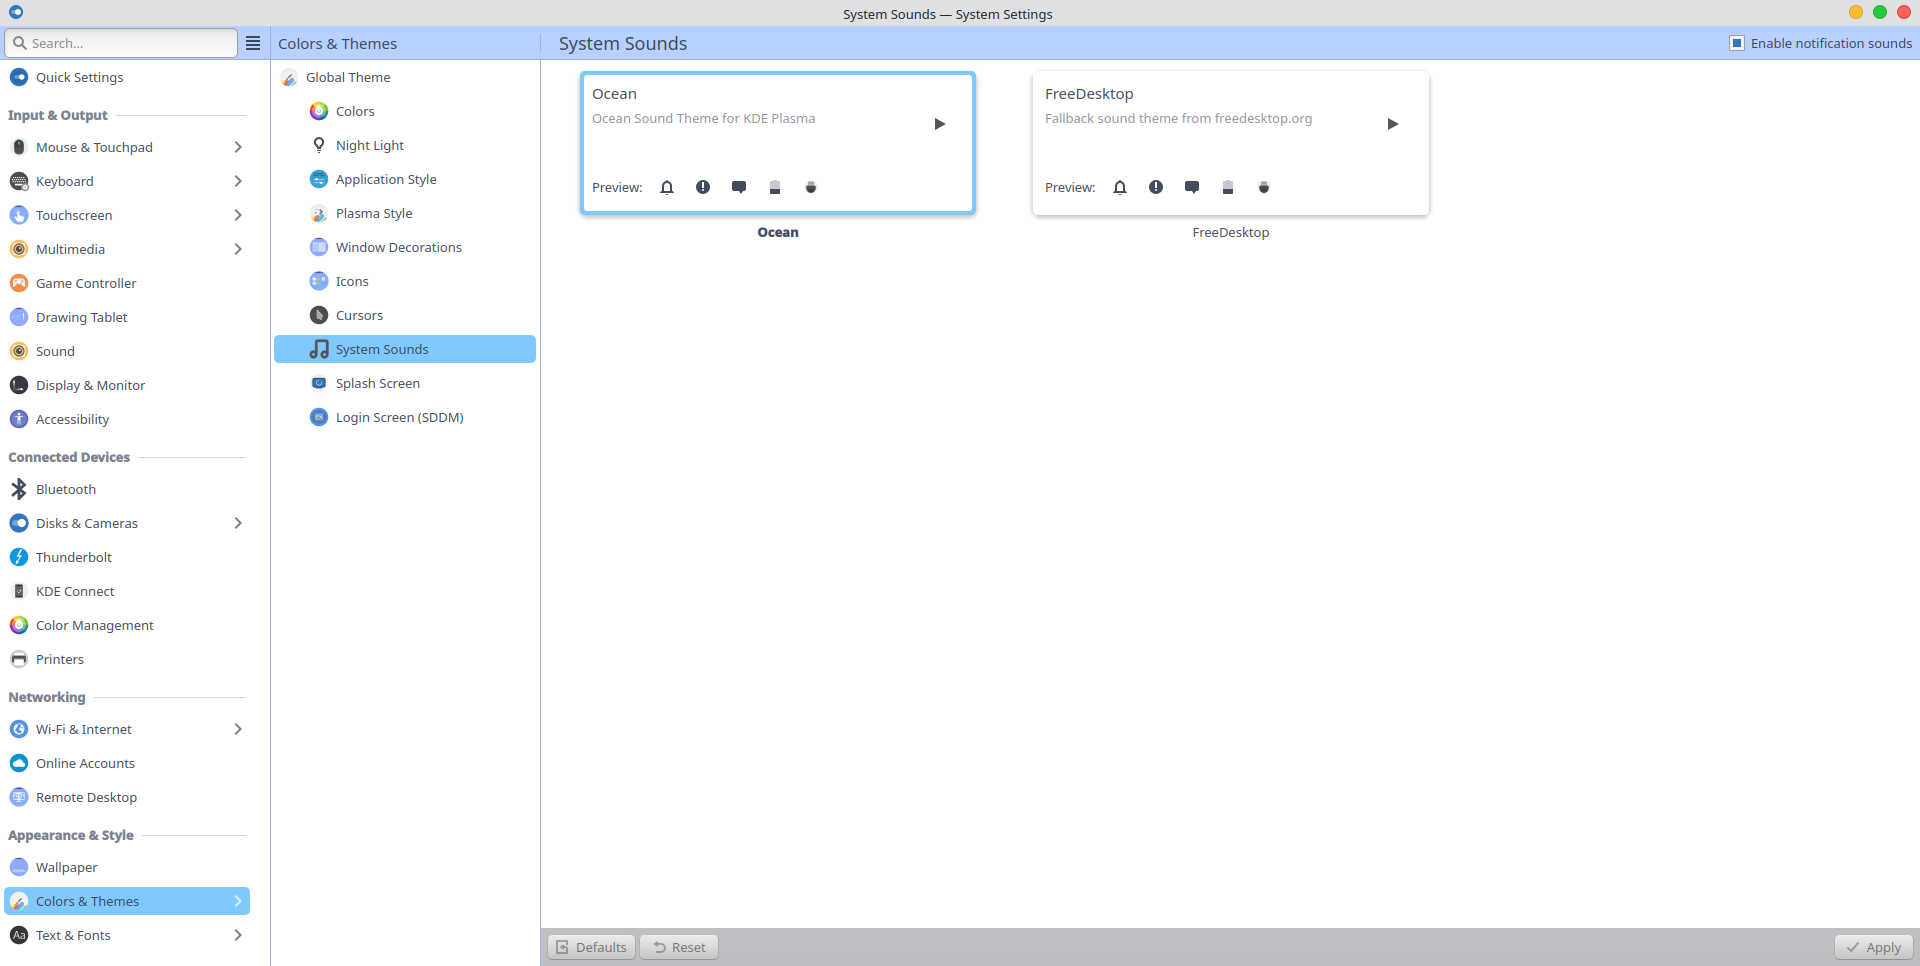 System Sounds — System Settings
Search...
Colors & Themes
System Sounds
Enable notification sounds
Quick Settings
Input & Output
Mouse & Touchpad
Keyboard
Touchscreen
Multimedia
Game Controller
Drawing Tablet
Sound
Display & Monitor
Accessibility
Connected Devices
Bluetooth
Disks & Cameras
Thunderbolt
KDE Connect
Color Management
Printers
Networking
Wi-Fi & Internet
Online Accounts
Remote Desktop
Appearance & Style
Wallpaper
Colors & Themes
Aa Text & Fonts
Global Theme
Colors
Night Light
Application Style
Plasma Style
Window Decorations
Icons
Cursors
System Sounds
Splash Screen
Login Screen (SDDM)
Ocean
Ocean Sound Theme for KDE Plasma
Preview:
Ocean
FreeDesktop
Fallback sound theme from freedesktop.org
Preview:
FreeDesktop
Defaults
Reset
Apply